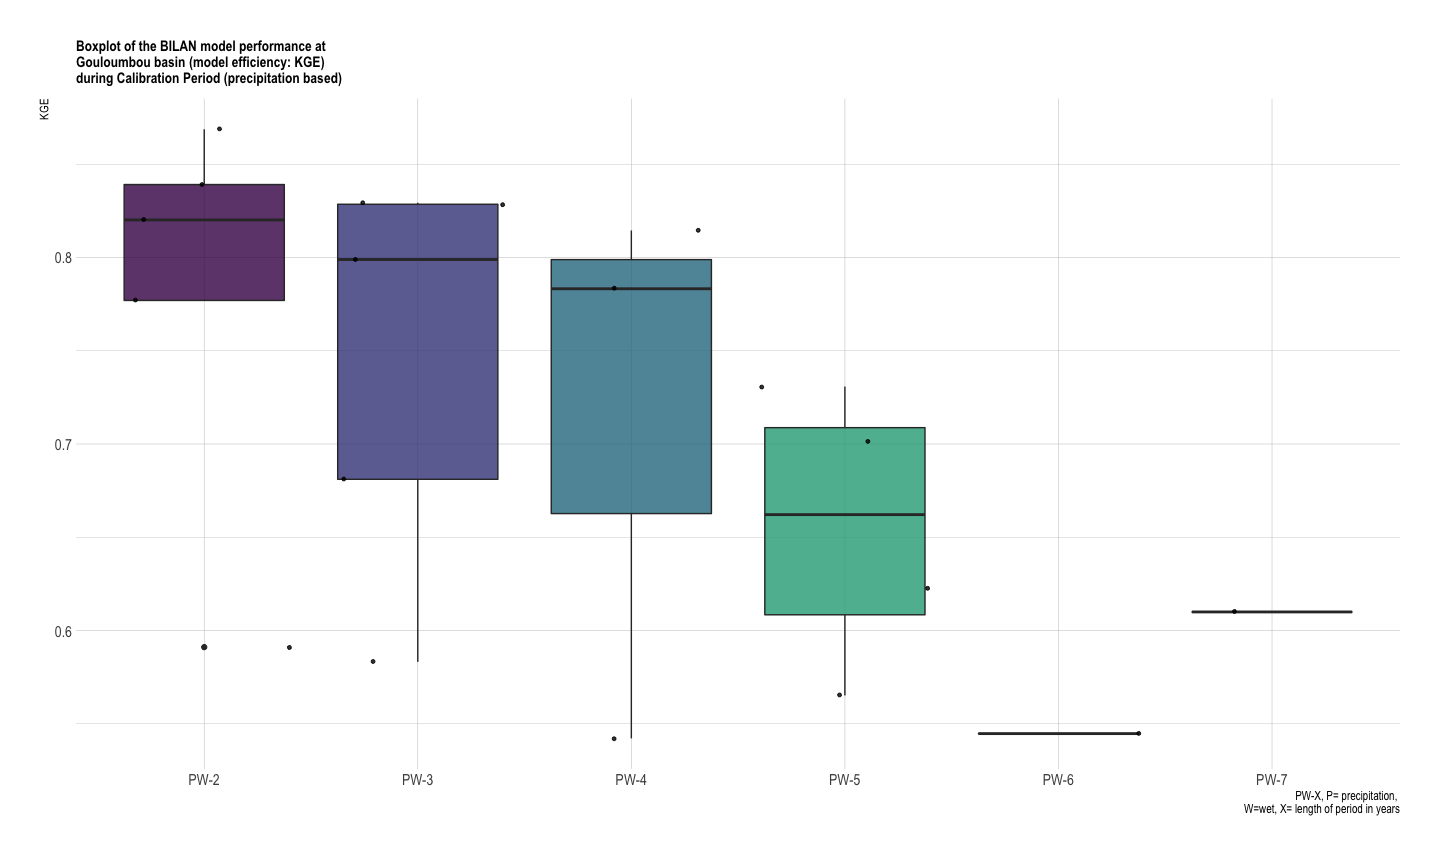 Boxplot of the BILAN model performance at
Gouloumbou basin (model efficiency: KGE)
during Calibration Period (precipitation based)
KGE
0.8
0.7
0.6
PW-2 PW-3 PW-4 PW-5 PW-6 PW-7
PW-X, P= precipitation,
W=wet, X= length of period in years